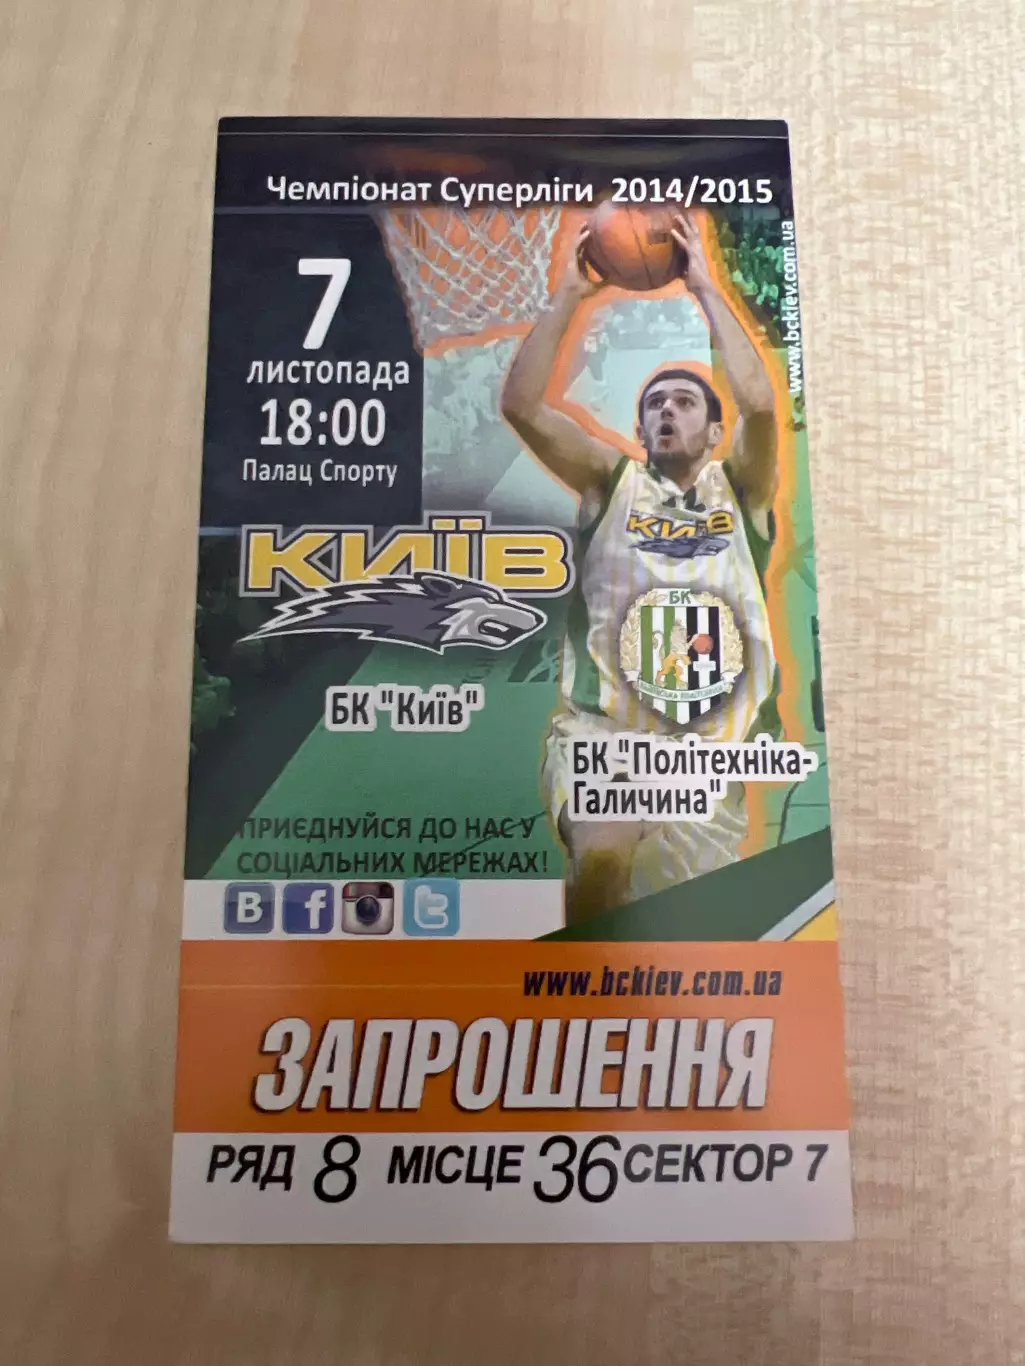 Чемпіонат Суперліги 2014/2015
www.bckiev.com.ua
7
листопада
18:00
Палац Спорту
КИЇВ
КИЇВ
БК
БК "Київ"
БК "Політехніка-
Галичина"
ПРИЄДНУЙСЯ ДО НАС У
СОЦІАЛЬНИХ МЕРЕЖАХ!
В f t
www.bckiev.com.ua
ЗАПРОШЕННЯ
РЯД 8 МІСЦЕ 36 СЕКТОР 7